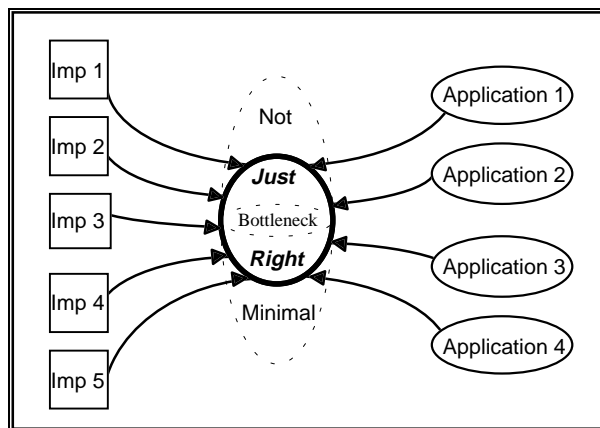 Imp 1
Imp 2
Imp 3
Imp 4
Imp 5
Not
Just
Bottleneck
Right
Minimal
Application 1
Application 2
Application 3
Application 4